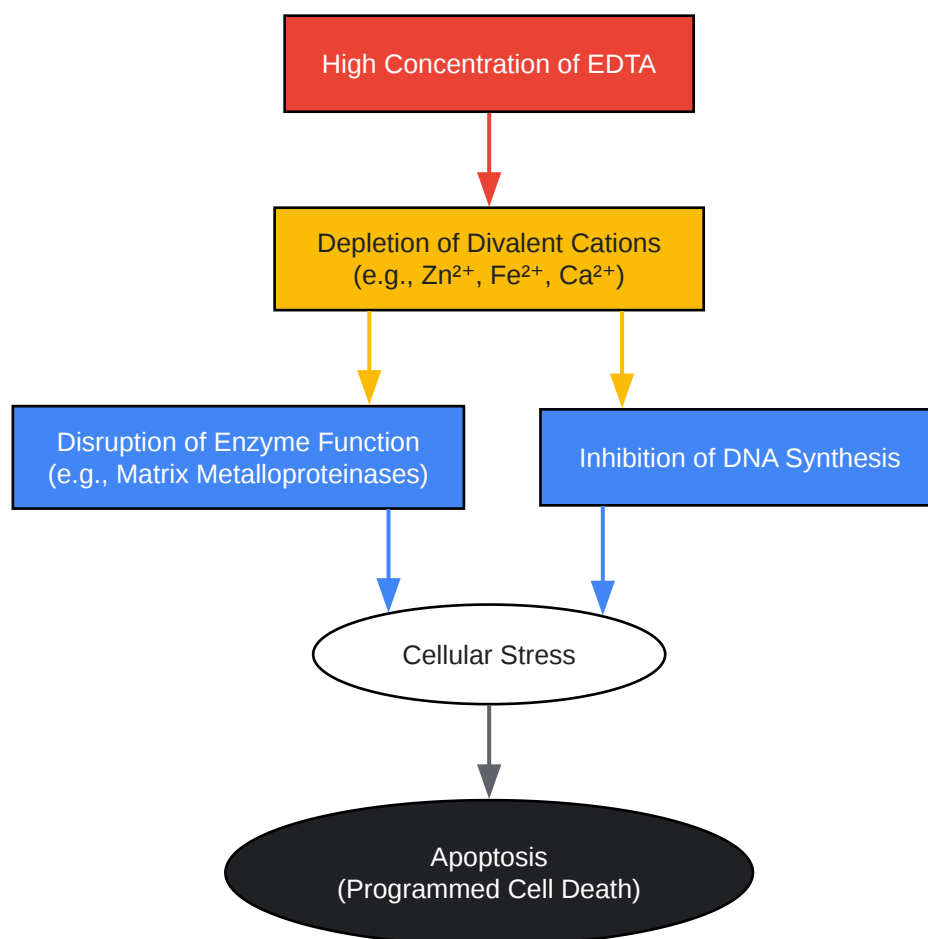 High Concentration of EDTA
Depletion of Divalent Cations
(e.g., Zn²⁺, Fe²⁺, Ca²⁺)
Disruption of Enzyme Function
(e.g., Matrix Metalloproteinases)
Inhibition of DNA Synthesis
Cellular Stress
Apoptosis
(Programmed Cell Death)